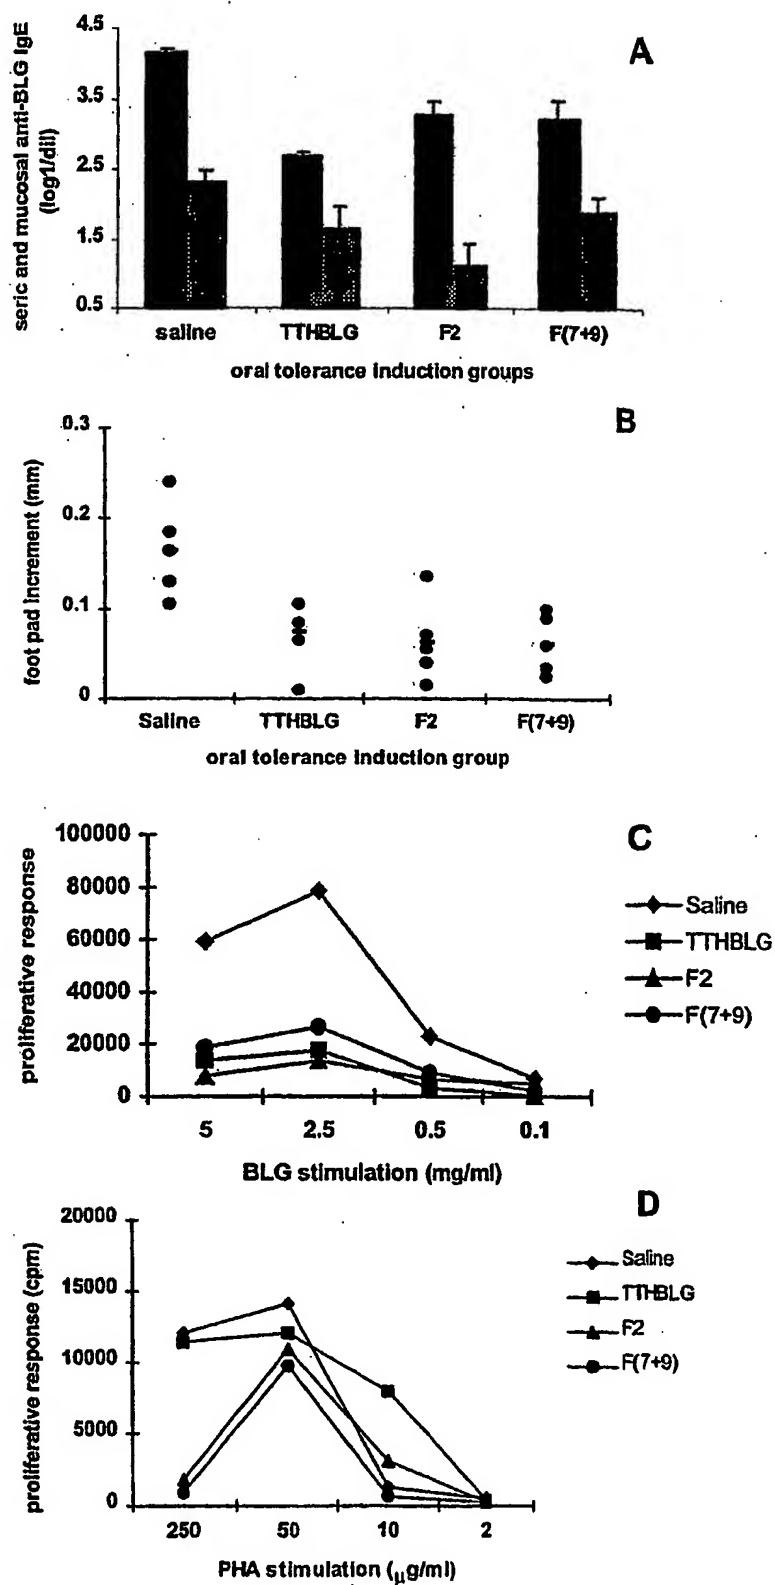 A
seric and mucosal anti-BLG IgE
(log1/dil)
4.5
3.5
2.5
1.5
0.5
saline TTHBLG F2 F(7+9)
oral tolerance induction groups
B
foot pad increment (mm)
0.3
0.2
0.1
0
Saline TTHBLG F2 F(7+9)
oral tolerance induction group
C
proliferative response
100000
80000
60000
40000
20000
0
5 2.5 0.5 0.1
BLG stimulation (mg/ml)
Saline
TTHBLG
F2
F(7+9)
D
proliferative response (cpm)
20000
15000
10000
5000
0
250 50 10 2
PHA stimulation (μg/ml)
Saline
TTHBLG
F2
F(7+9)